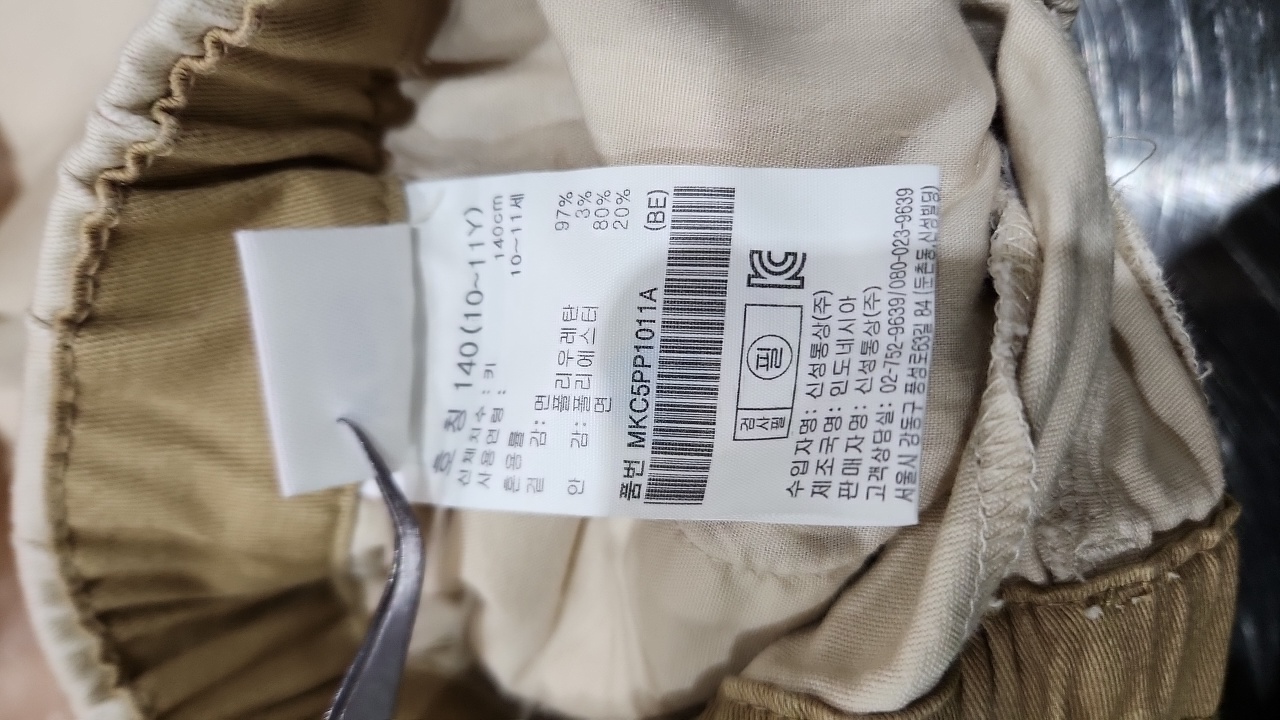 호 칭 140(10~11Y)
신체치수 : 키 140cm
사용연령 : 10~11세
혼용률
겉 감: 면 97%
폴리우레탄 3%
안 감: 폴리에스터 80%
면 20%
품번 MKC5PP1011A (BE)
검사필 필
수입자명: 신성통상(주)
제조국명: 인도네시아
판매자명: 신성통상(주)
고객상담실: 02-752-9639/080-023-9639
서울시 강동구 풍성로63길 84 (둔촌동,신성빌딩)